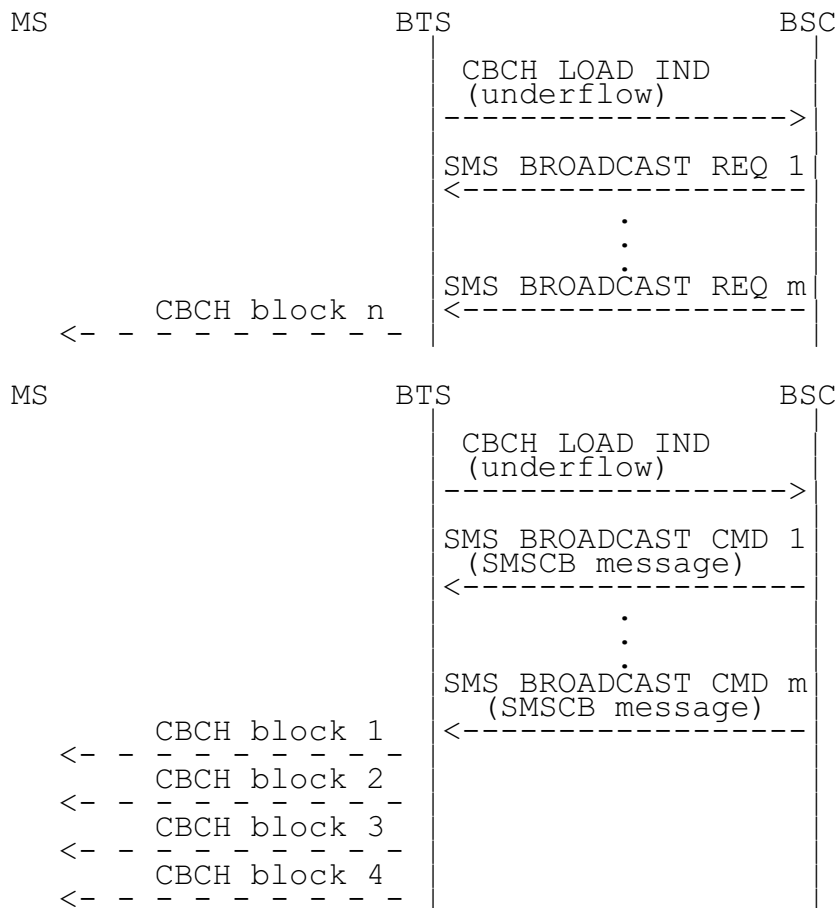 MS BTS BSC
CBCH LOAD IND
(underflow)
SMS BROADCAST REQ 1
.
.
.
SMS BROADCAST REQ m
CBCH block n
MS BTS BSC
CBCH LOAD IND
(underflow)
SMS BROADCAST CMD 1
(SMSCB message)
.
.
.
SMS BROADCAST CMD m
(SMSCB message)
CBCH block 1
CBCH block 2
CBCH block 3
CBCH block 4